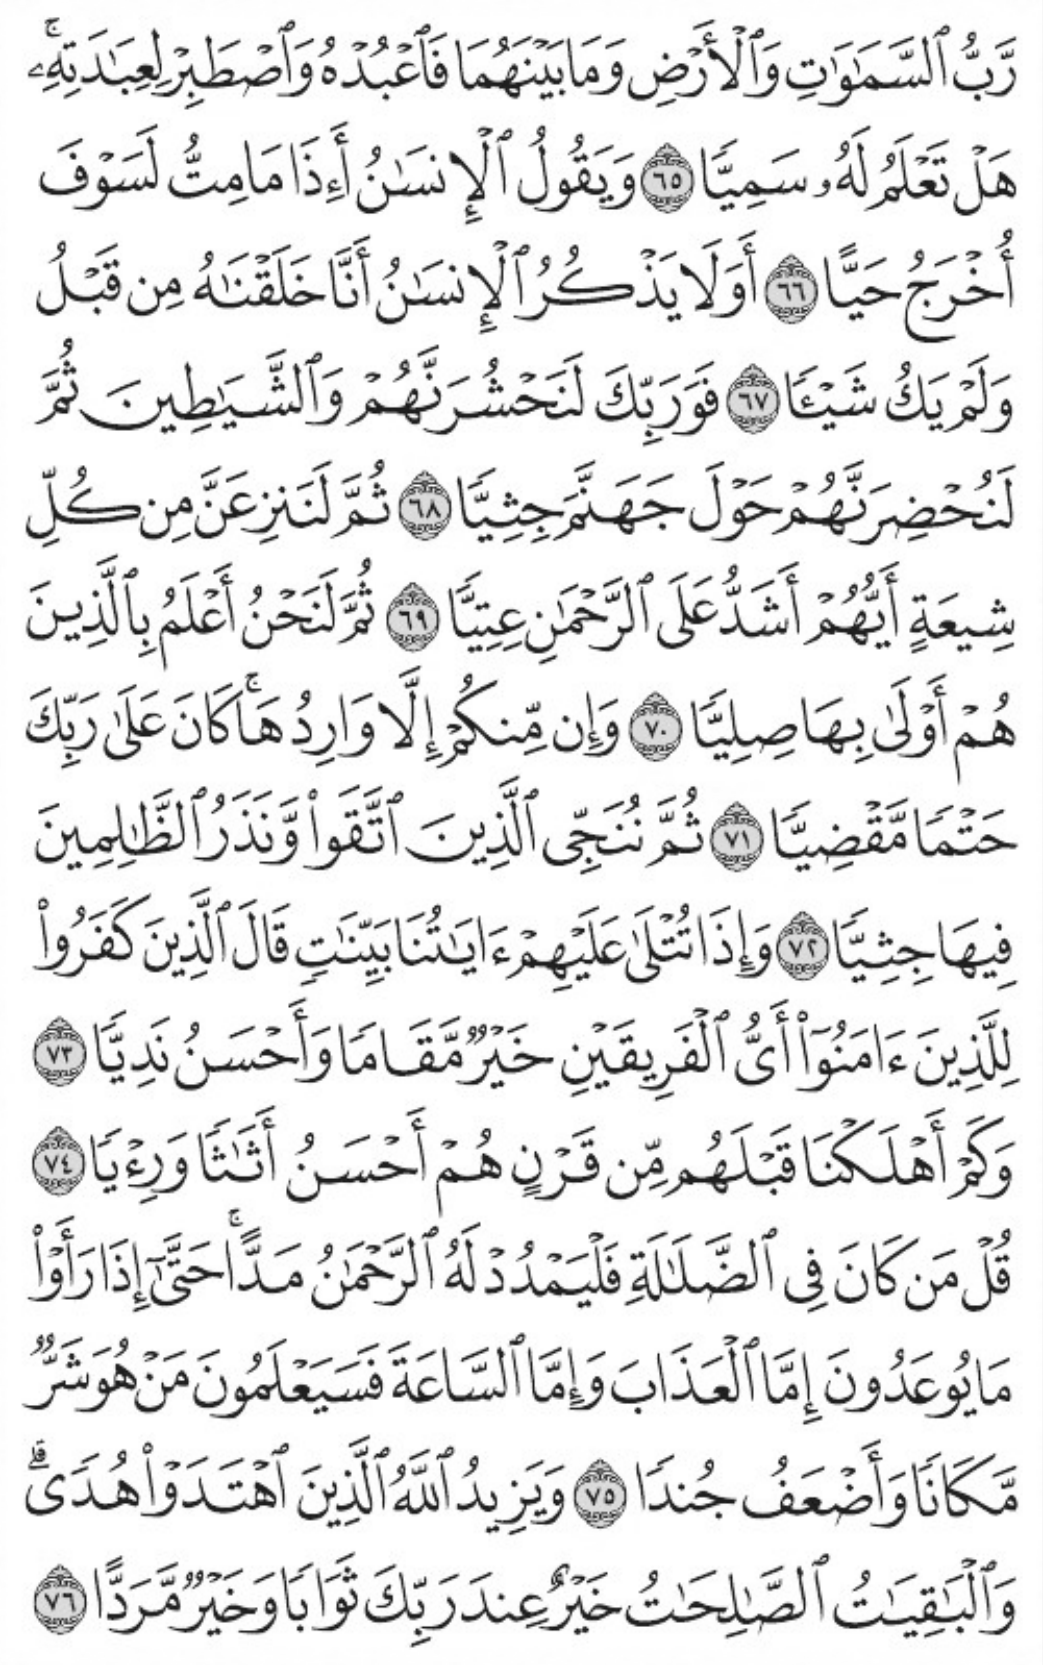 رَّبُّ ٱلسَّمَٰوَٰتِ وَٱلْأَرْضِ وَمَا بَيْنَهُمَا فَٱعْبُدْهُ وَٱصْطَبِرْ لِعِبَٰدَتِهِۦۚ
هَلْ تَعْلَمُ لَهُۥ سَمِيًّا ٦٥ وَيَقُولُ ٱلْإِنسَٰنُ أَءِذَا مَا مِتُّ لَسَوْفَ
أُخْرَجُ حَيًّا ٦٦ أَوَلَا يَذْكُرُ ٱلْإِنسَٰنُ أَنَّا خَلَقْنَٰهُ مِن قَبْلُ
وَلَمْ يَكُ شَيْـًٔا ٦٧ فَوَرَبِّكَ لَنَحْشُرَنَّهُمْ وَٱلشَّيَٰطِينَ ثُمَّ
لَنُحْضِرَنَّهُمْ حَوْلَ جَهَنَّمَ جِثِيًّا ٦٨ ثُمَّ لَنَنزِعَنَّ مِن كُلِّ
شِيعَةٍ أَيُّهُمْ أَشَدُّ عَلَى ٱلرَّحْمَٰنِ عِتِيًّا ٦٩ ثُمَّ لَنَحْنُ أَعْلَمُ بِٱلَّذِينَ
هُمْ أَوْلَىٰ بِهَا صِلِيًّا ٧٠ وَإِن مِّنكُمْ إِلَّا وَارِدُهَاۚ كَانَ عَلَىٰ رَبِّكَ
حَتْمًا مَّقْضِيًّا ٧١ ثُمَّ نُنَجِّى ٱلَّذِينَ ٱتَّقَوا۟ وَّنَذَرُ ٱلظَّٰلِمِينَ
فِيهَا جِثِيًّا ٧٢ وَإِذَا تُتْلَىٰ عَلَيْهِمْ ءَايَٰتُنَا بَيِّنَٰتٍ قَالَ ٱلَّذِينَ كَفَرُوا۟
لِلَّذِينَ ءَامَنُوٓا۟ أَىُّ ٱلْفَرِيقَيْنِ خَيْرٌ مَّقَامًا وَأَحْسَنُ نَدِيًّا ٧٣
وَكَمْ أَهْلَكْنَا قَبْلَهُم مِّن قَرْنٍ هُمْ أَحْسَنُ أَثَٰثًا وَرِءْيًا ٧٤
قُلْ مَن كَانَ فِى ٱلضَّلَٰلَةِ فَلْيَمْدُدْ لَهُ ٱلرَّحْمَٰنُ مَدًّاۚ حَتَّىٰٓ إِذَا رَأَوْا۟
مَا يُوعَدُونَ إِمَّا ٱلْعَذَابَ وَإِمَّا ٱلسَّاعَةَ فَسَيَعْلَمُونَ مَنْ هُوَ شَرٌّ
مَّكَانًا وَأَضْعَفُ جُندًا ٧٥ وَيَزِيدُ ٱللَّهُ ٱلَّذِينَ ٱهْتَدَوْا۟ هُدًىۗ
وَٱلْبَٰقِيَٰتُ ٱلصَّٰلِحَٰتُ خَيْرٌ عِندَ رَبِّكَ ثَوَابًا وَخَيْرٌ مَّرَدًّا ٧٦